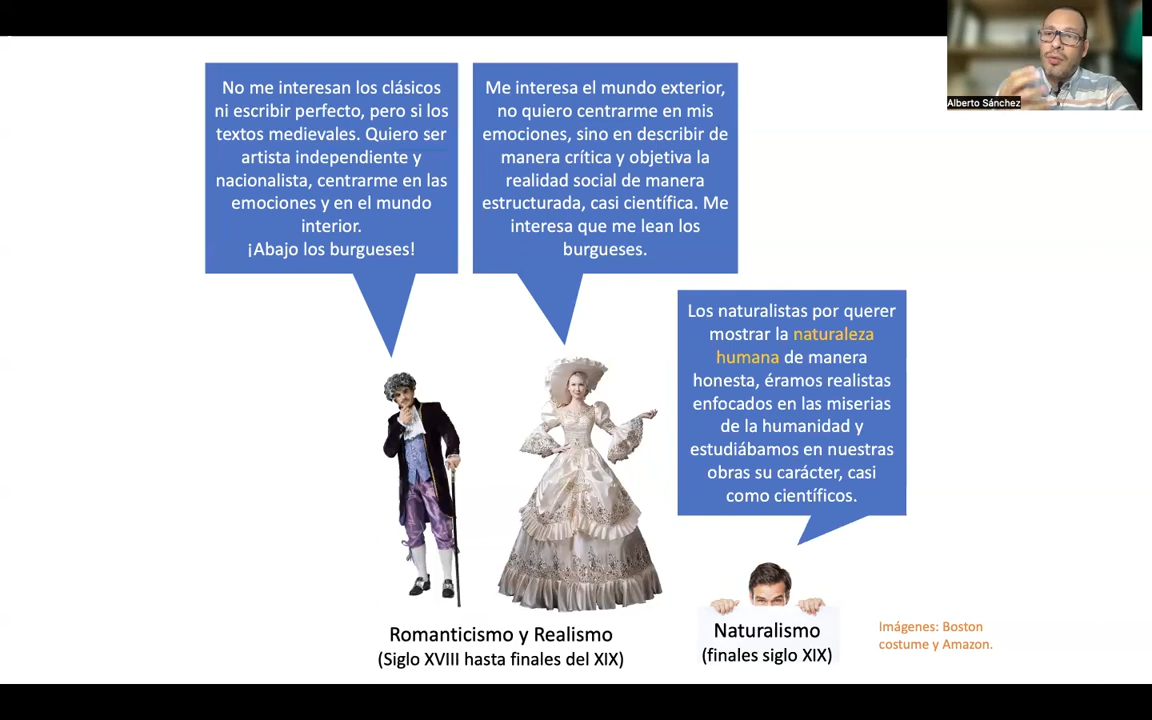 Alberto Sánchez
No me interesan los clásicos
ni escribir perfecto, pero si los
textos medievales. Quiero ser
artista independiente y
nacionalista, centrarme en las
emociones y en el mundo
interior.
¡Abajo los burgueses!
Me interesa el mundo exterior,
no quiero centrarme en mis
emociones, sino en describir de
manera crítica y objetiva la
realidad social de manera
estructurada, casi científica. Me
interesa que me lean los
burgueses.
Los naturalistas por querer
mostrar la naturaleza
humana de manera
honesta, éramos realistas
enfocados en las miserias
de la humanidad y
estudiábamos en nuestras
obras su carácter, casi
como científicos.
Romanticismo y Realismo
(Siglo XVIII hasta finales del XIX)
Naturalismo
(finales siglo XIX)
Imágenes: Boston
costume y Amazon.